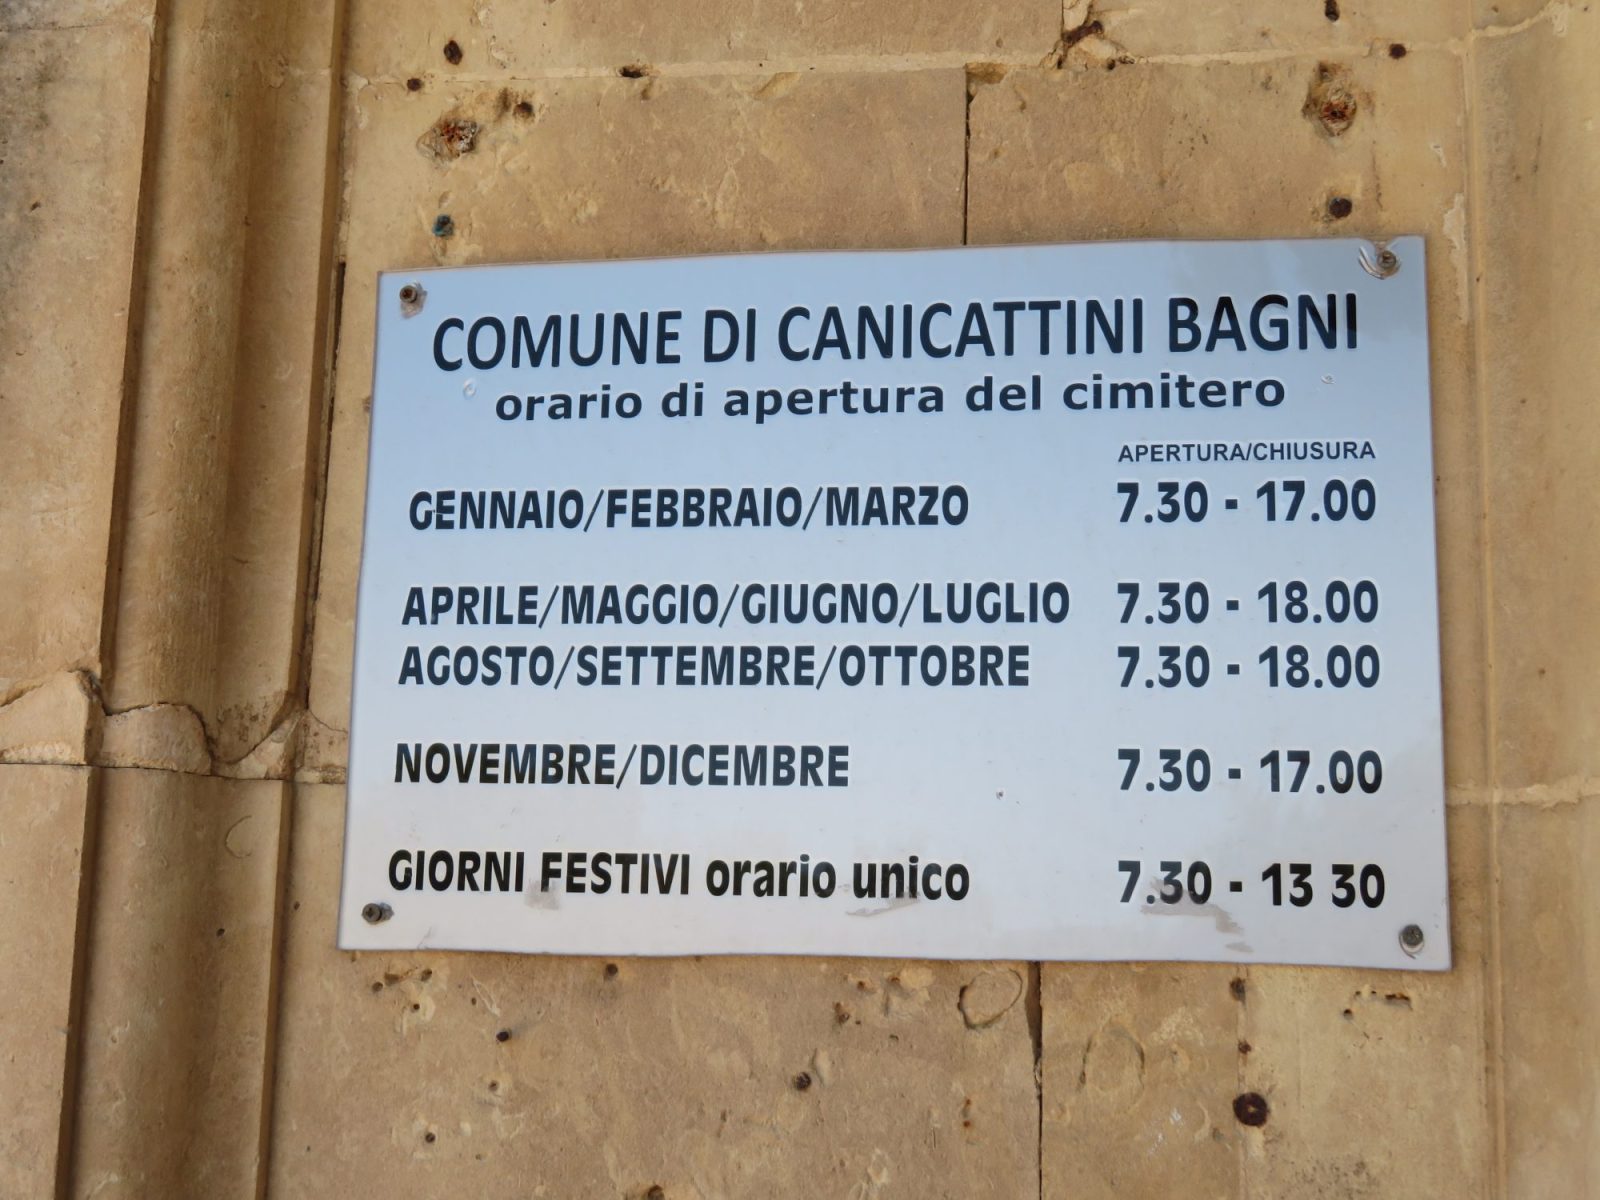 COMUNE DI CANICATTINI BAGNI
orario di apertura del cimitero
APERTURA/CHIUSURA
GENNAIO/FEBBRAIO/MARZO 7.30 - 17.00
APRILE/MAGGIO/GIUGNO/LUGLIO 7.30 - 18.00
AGOSTO/SETTEMBRE/OTTOBRE 7.30 - 18.00
NOVEMBRE/DICEMBRE 7.30 - 17.00
GIORNI FESTIVI orario unico 7.30 - 13 30